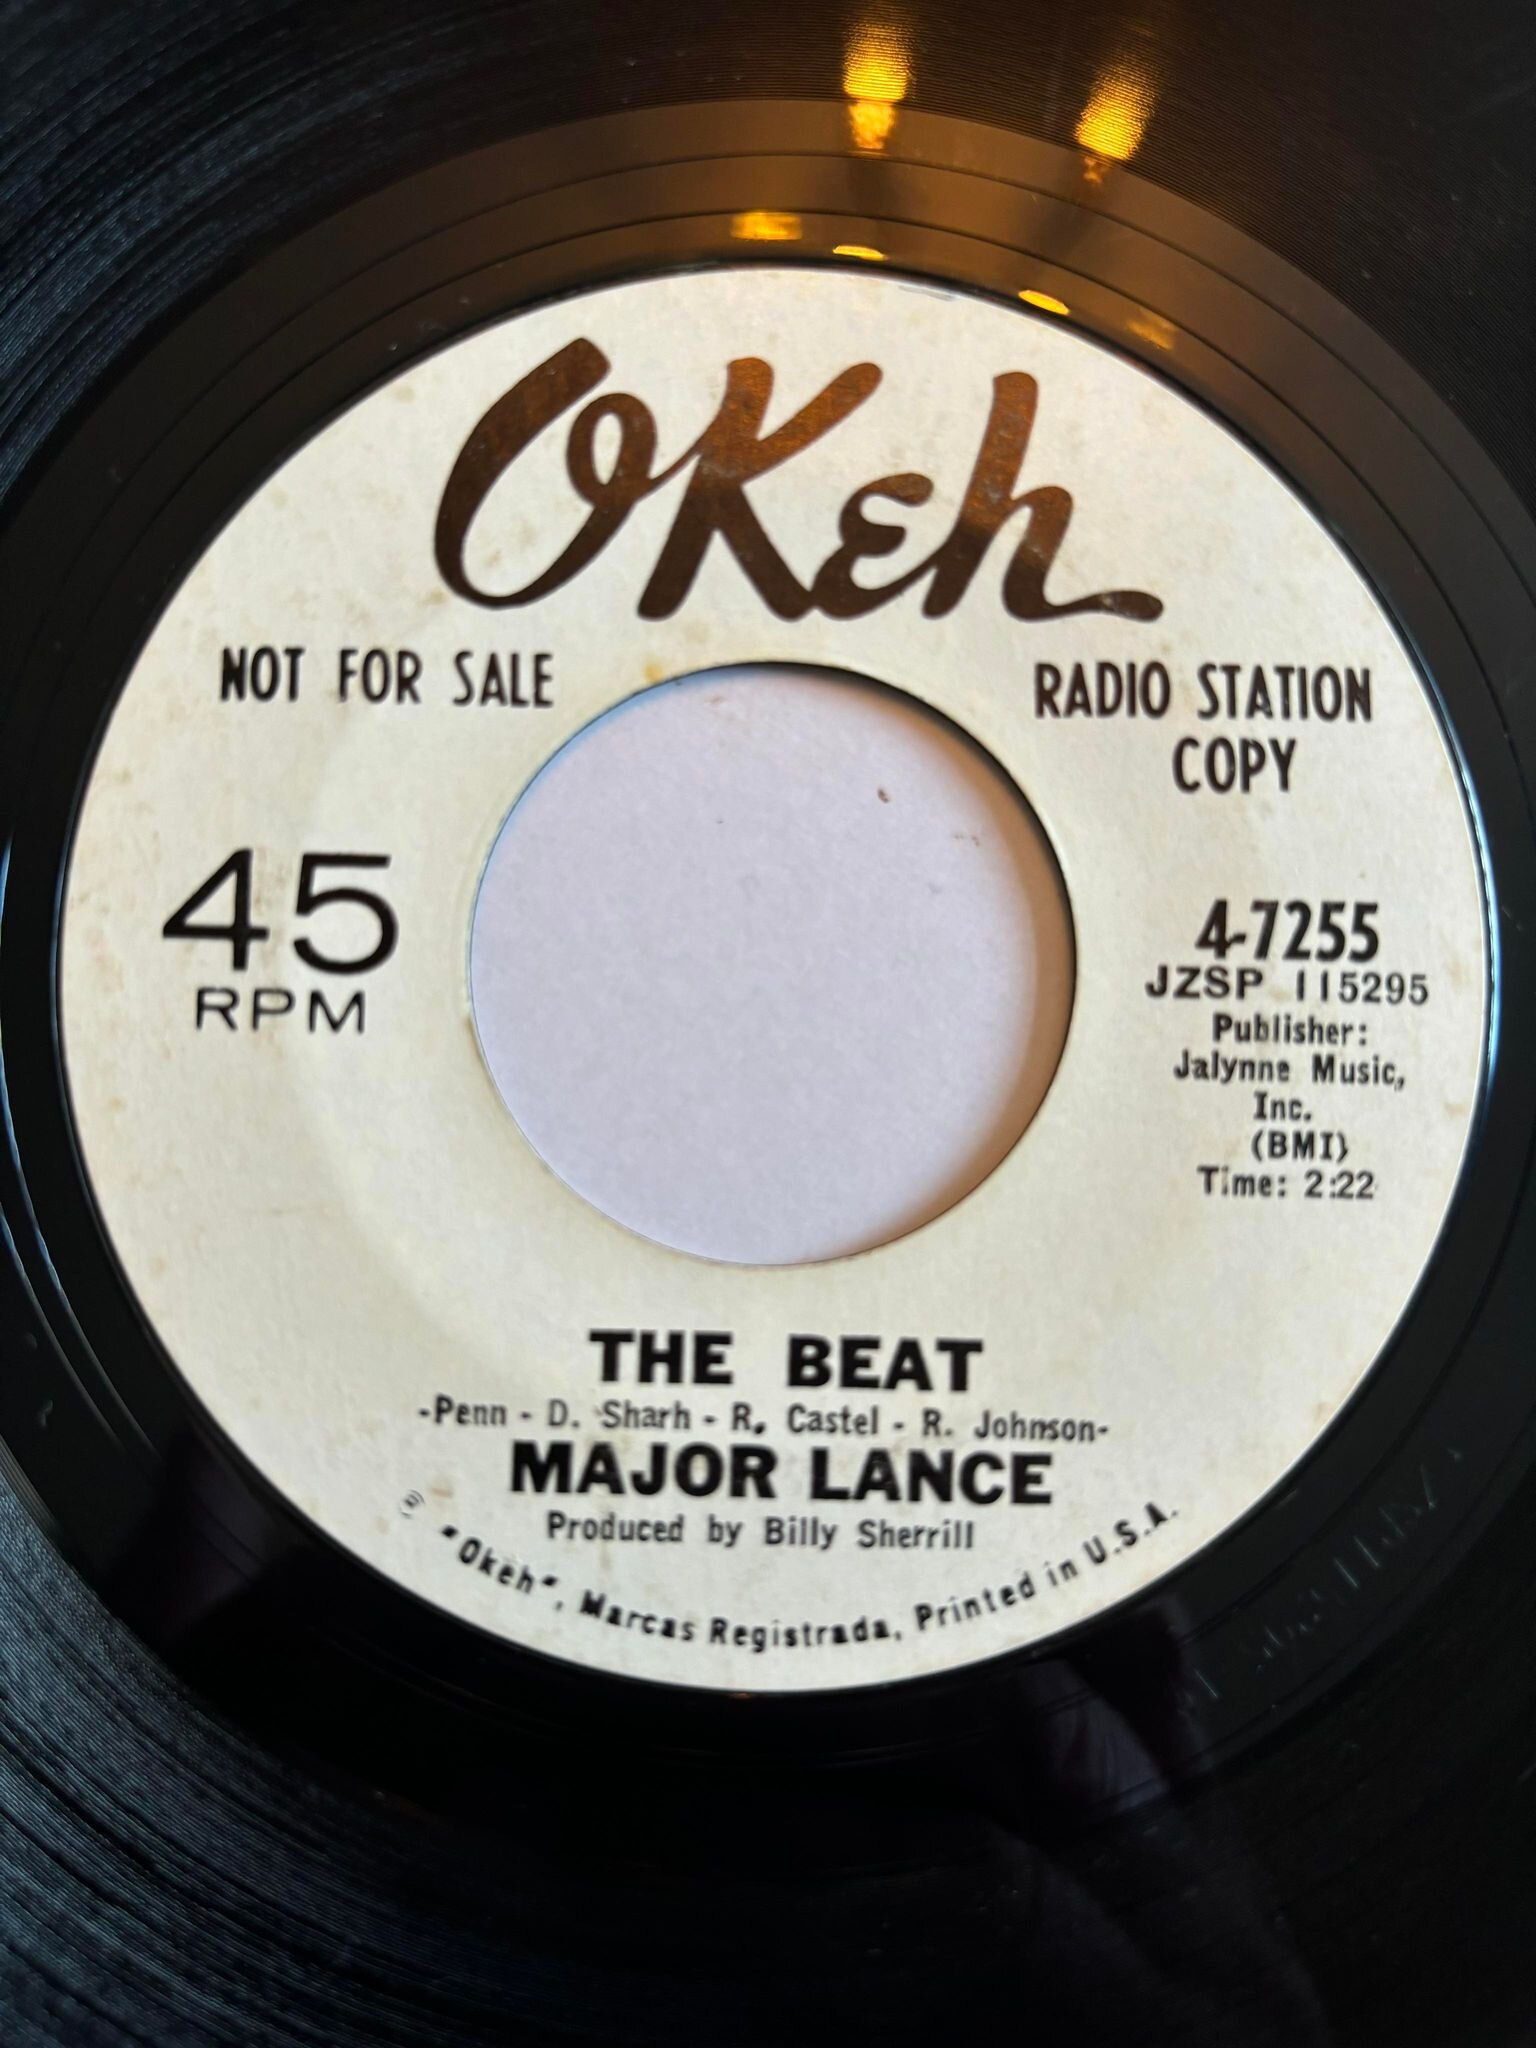 OKeh
NOT FOR SALE
RADIO STATION
COPY
45
RPM
4-7255
JZSP 115295
Publisher:
Jalynne Music,
Inc.
(BMI)
Time: 2:22
THE BEAT
-Penn - D. Sharh - R. Castel - R. Johnson-
MAJOR LANCE
Produced by Billy Sherrill
"Okeh", Marcas Registrada, Printed in U.S.A.